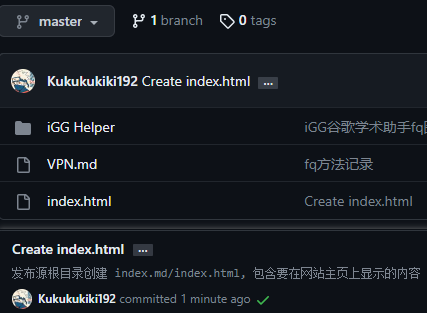 master 1 branch 0 tags
Kukukukiki192 Create index.html ...
iGG Helper iGG谷歌学术助手fq
VPN.md fq方法记录
index.html Create index.html
Create index.html ...
发布源根目录创建 index.md/index.html, 包含要在网站主页上显示的内容
Kukukukiki192 committed 1 minute ago